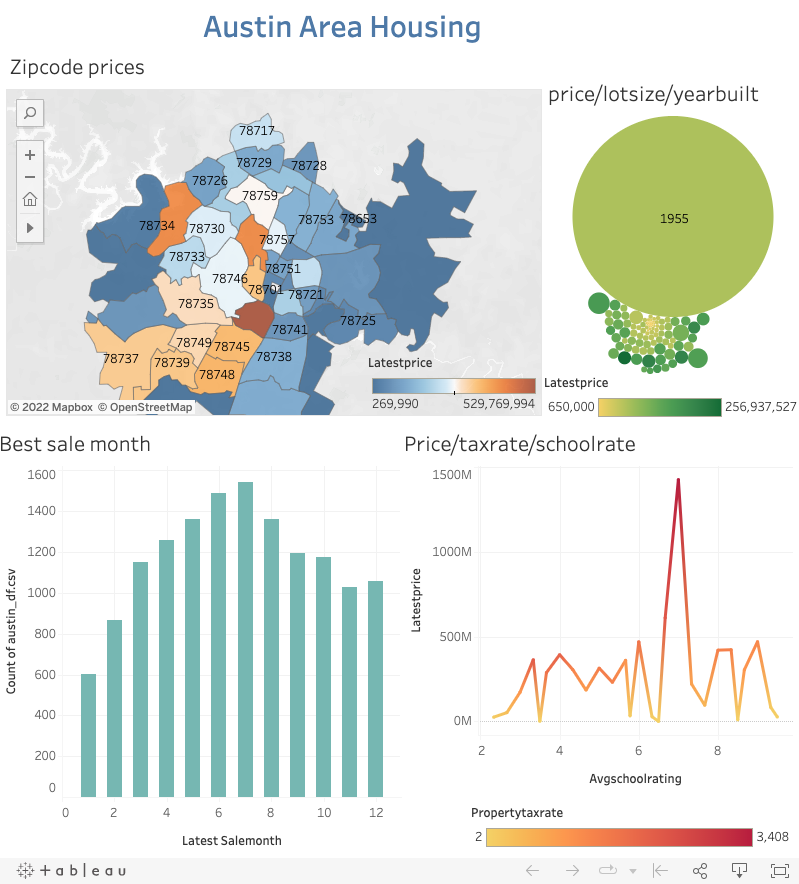 Austin Area Housing
Zipcode prices
78717
78729
78728
78726
78759
78734
78730
78753
78653
78757
78733
78751
78746
78701
78721
78735
78725
78741
78749
78745
78738
78737
78739
78748
Latestprice
269,990
529,769,994
© 2022 Mapbox © OpenStreetMap
price/lotsize/yearbuilt
1955
Latestprice
650,000
256,937,527
Best sale month
Count of austin_df.csv
1600
1400
1200
1000
800
600
400
200
0
0 2 4 6 8 10 12
Latest Salemonth
Price/taxrate/schoolrate
Latestprice
1500M
1000M
500M
0M
2 4 6 8
Avgschoolrating
Propertytaxrate
2
3,408
+ableau